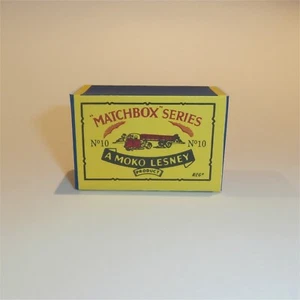 "MATCHBOX" SERIES
Nº10 Nº10
A MOKO LESNEY
PRODUCT